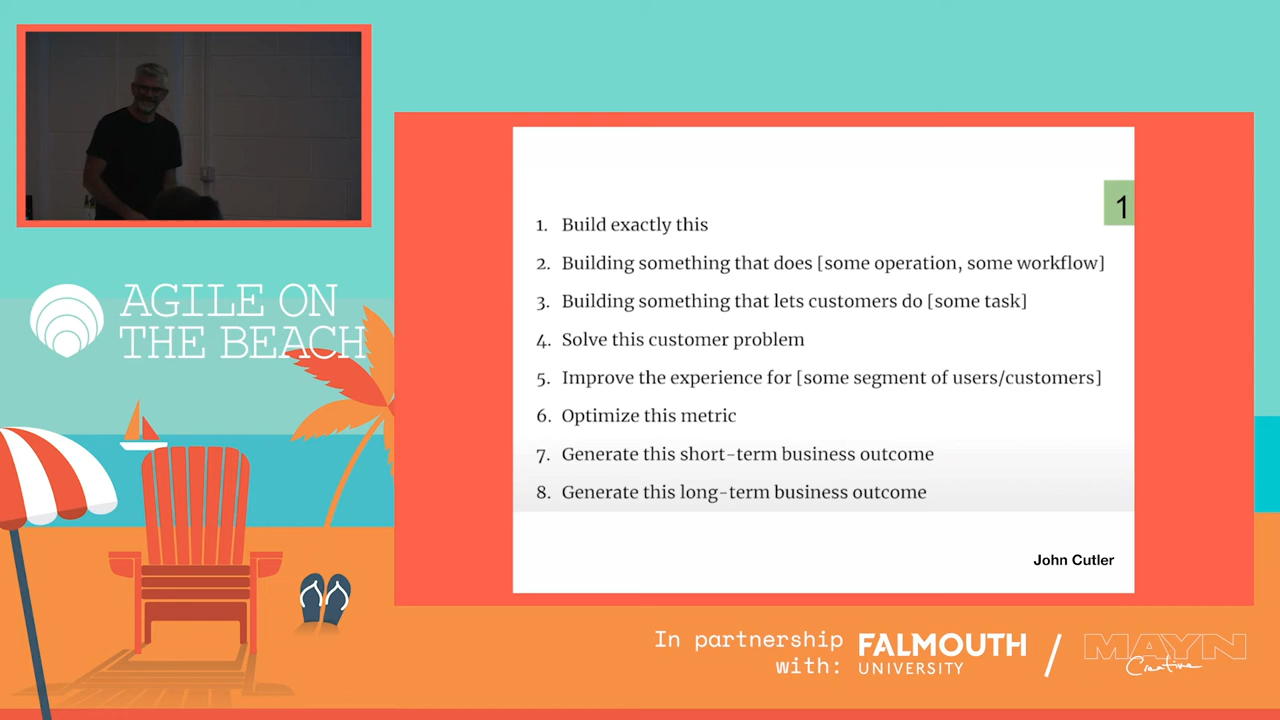 AGILE ON
THE BEACH
1
1. Build exactly this
2. Building something that does [some operation, some workflow]
3. Building something that lets customers do [some task]
4. Solve this customer problem
5. Improve the experience for [some segment of users/customers]
6. Optimize this metric
7. Generate this short-term business outcome
8. Generate this long-term business outcome
John Cutler
In partnership
with:
FALMOUTH
UNIVERSITY
/
MAYN
Creative